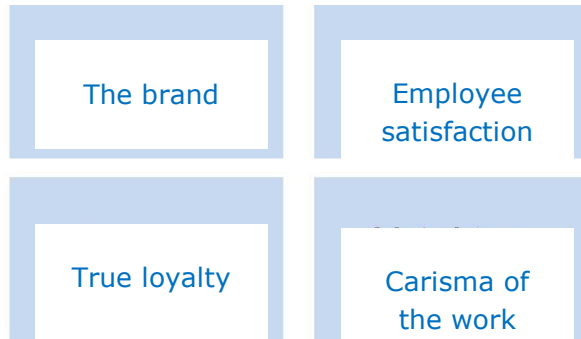 The brand
Employee
satisfaction
True loyalty
Carisma of
the work